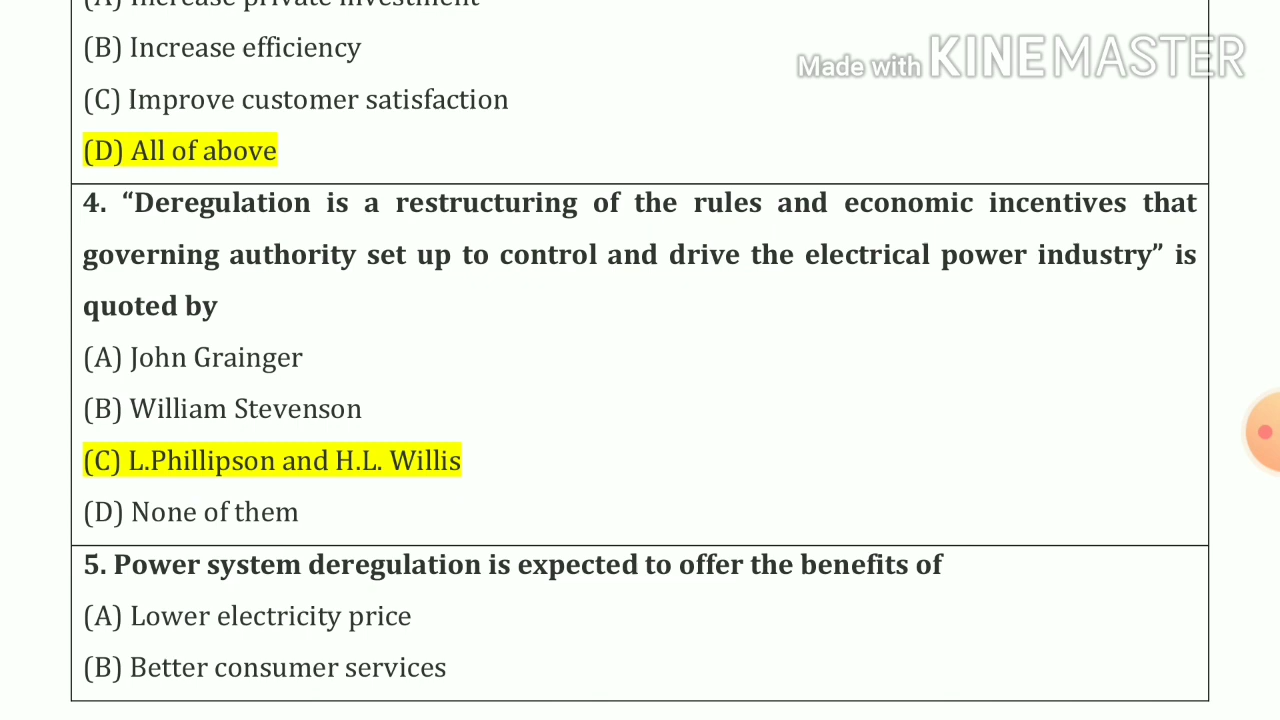 (A) Increase private investment
(B) Increase efficiency
Made with KINEMASTER
(C) Improve customer satisfaction
(D) All of above
4. “Deregulation is a restructuring of the rules and economic incentives that
governing authority set up to control and drive the electrical power industry” is
quoted by
(A) John Grainger
(B) William Stevenson
(C) L.Phillipson and H.L. Willis
(D) None of them
5. Power system deregulation is expected to offer the benefits of
(A) Lower electricity price
(B) Better consumer services